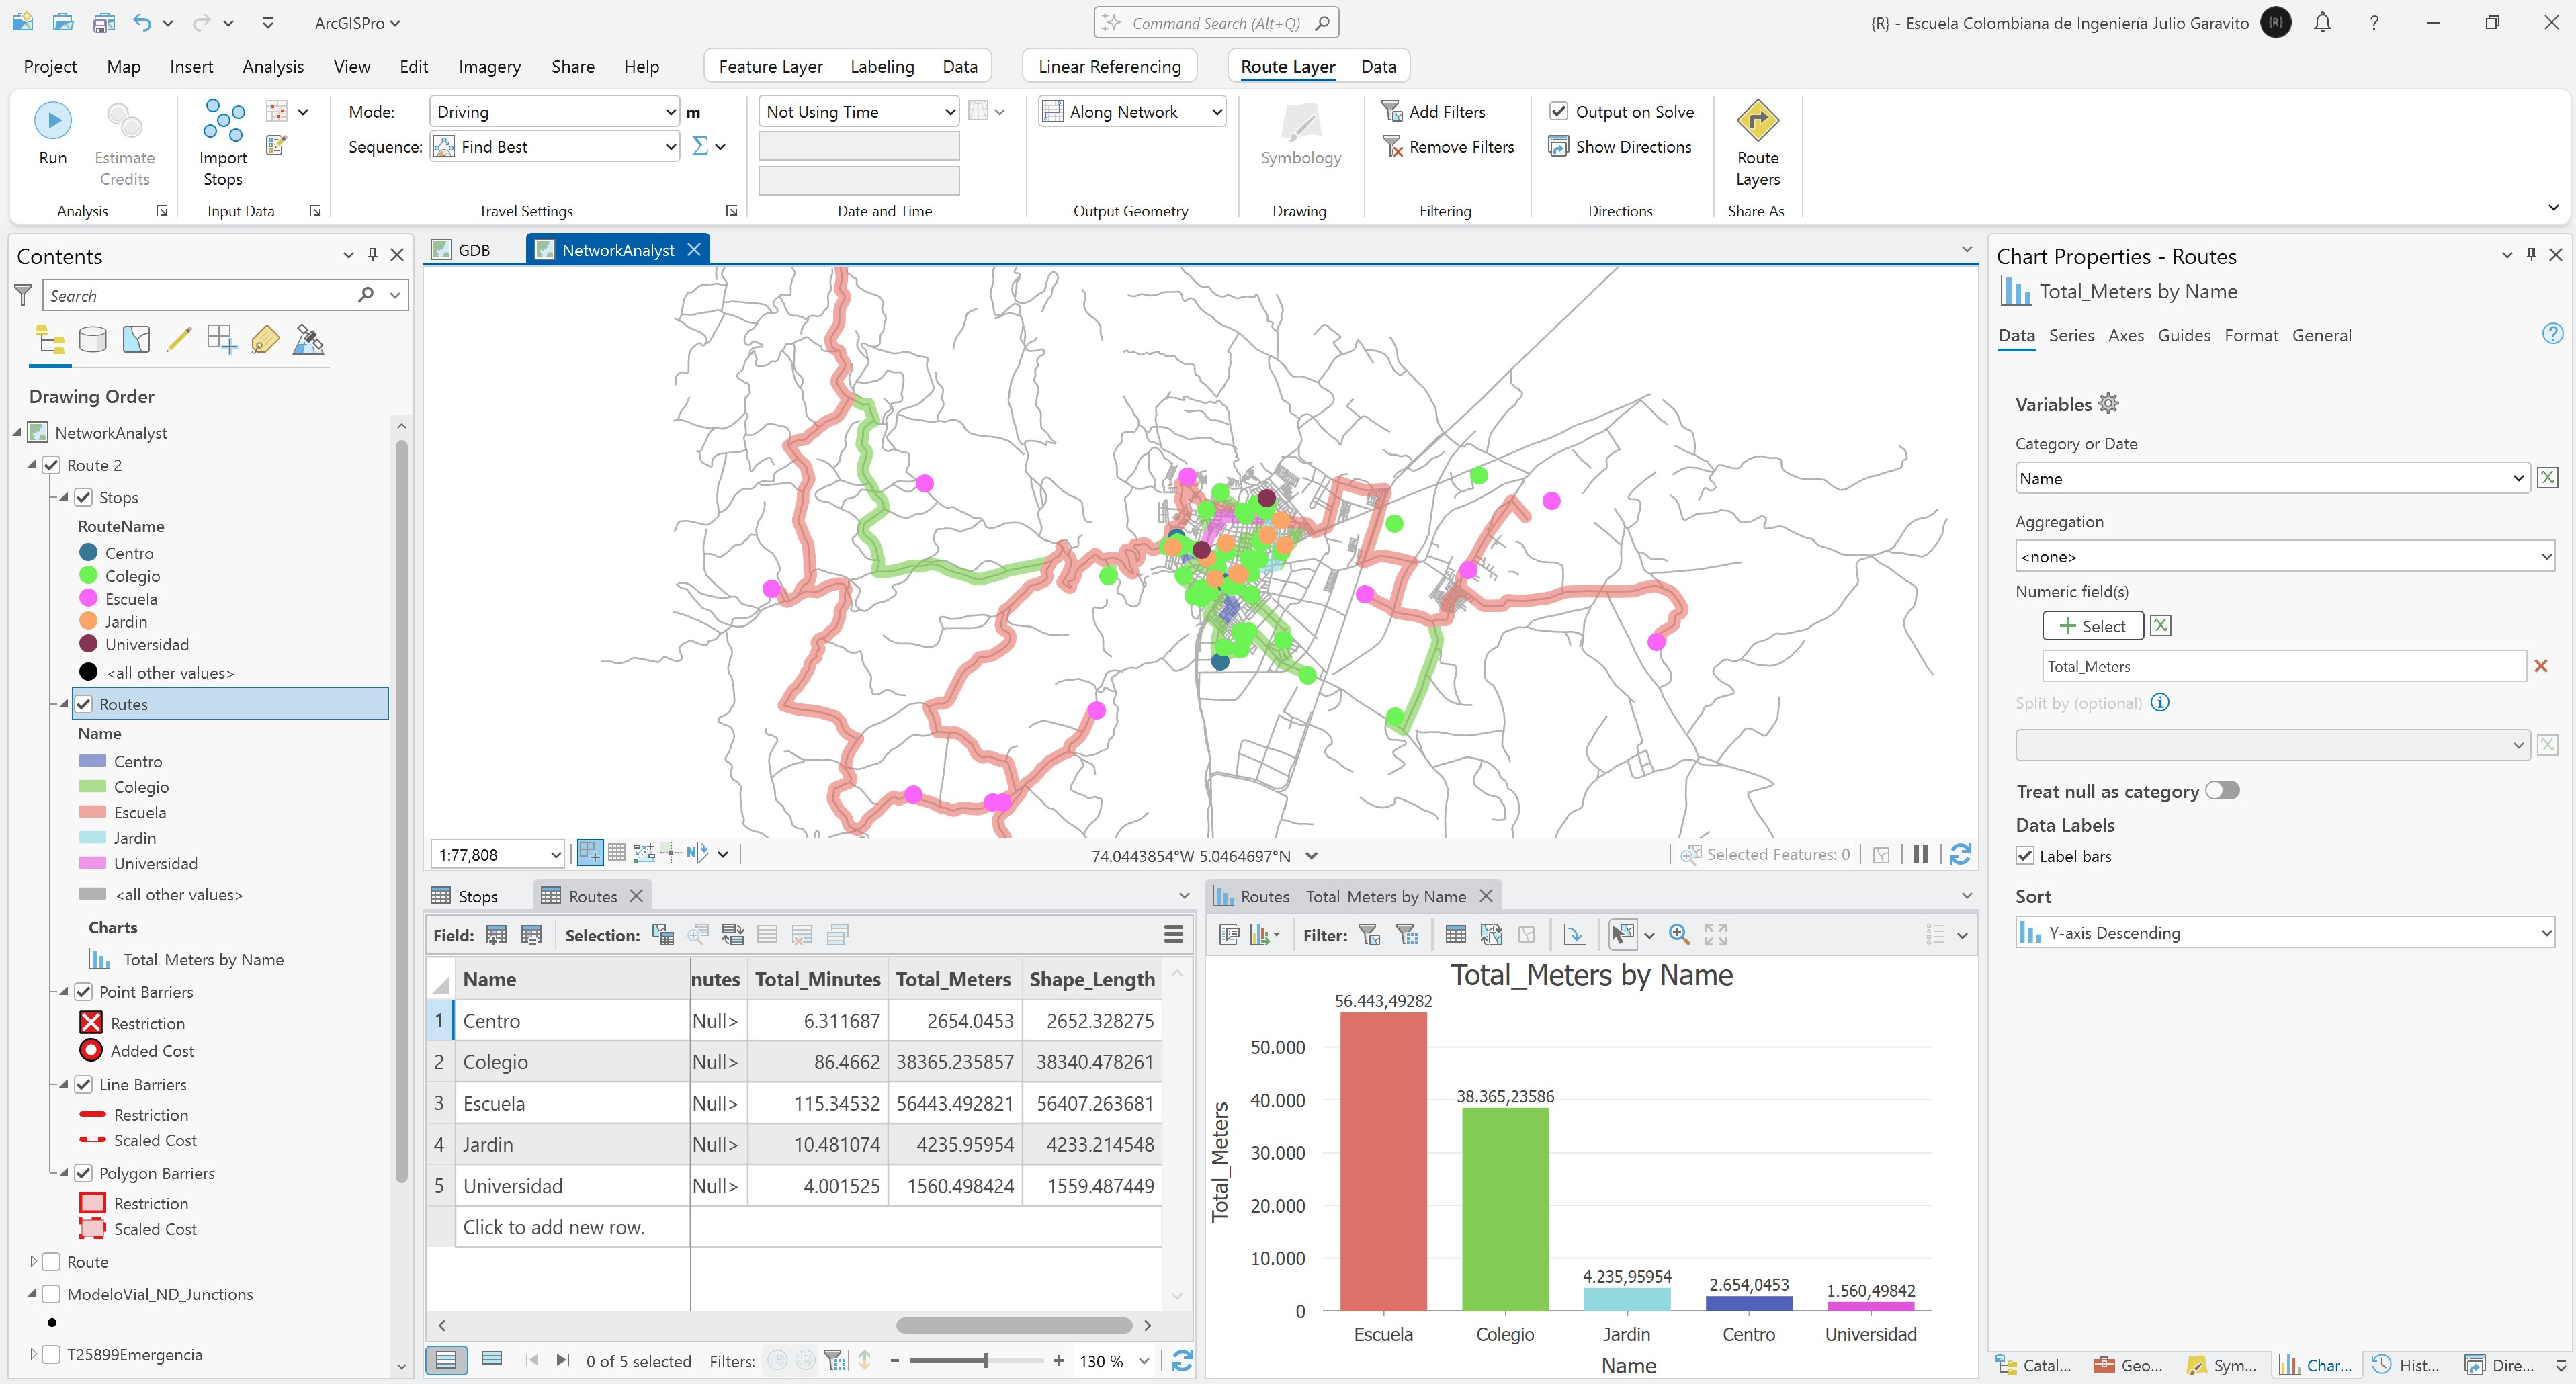 ArcGISPro
Command Search (Alt+Q)
{R} - Escuela Colombiana de Ingeniería Julio Garavito
{R}
Project Map Insert Analysis View Edit Imagery Share Help Feature Layer Labeling Data Linear Referencing Route Layer Data
Run
Estimate Credits
Analysis
Import Stops
Input Data
Mode: Driving m
Sequence: Find Best
Travel Settings
Not Using Time
Date and Time
Along Network
Output Geometry
Symbology
Drawing
Add Filters
Remove Filters
Filtering
Output on Solve
Show Directions
Directions
Route Layers
Share As
Contents
Search
Drawing Order
NetworkAnalyst
Route 2
Stops
RouteName
Centro
Colegio
Escuela
Jardin
Universidad
<all other values>
Routes
Name
Centro
Colegio
Escuela
Jardin
Universidad
<all other values>
Charts
Total_Meters by Name
Point Barriers
Restriction
Added Cost
Line Barriers
Restriction
Scaled Cost
Polygon Barriers
Restriction
Scaled Cost
Route
ModeloVial_ND_Junctions
T25899Emergencia
GDB NetworkAnalyst
1:77,808
74.0443854°W 5.0464697°N
Selected Features: 0
Stops Routes
Field: Selection:
Name nutes Total_Minutes Total_Meters Shape_Length
1 Centro Null> 6.311687 2654.0453 2652.328275
2 Colegio Null> 86.4662 38365.235857 38340.478261
3 Escuela Null> 115.34532 56443.492821 56407.263681
4 Jardin Null> 10.481074 4235.95954 4233.214548
5 Universidad Null> 4.001525 1560.498424 1559.487449
Click to add new row.
0 of 5 selected Filters: 130 %
Routes - Total_Meters by Name
Filter:
Total_Meters by Name
56.443,49282
50.000
38.365,23586
40.000
30.000
20.000
10.000
4.235,95954
2.654,0453
1.560,49842
0
Total_Meters
Escuela Colegio Jardin Centro Universidad
Name
Chart Properties - Routes
Total_Meters by Name
Data Series Axes Guides Format General
Variables
Category or Date
Name
Aggregation
<none>
Numeric field(s)
Select
Total_Meters
Split by (optional)
Treat null as category
Data Labels
Label bars
Sort
Y-axis Descending
Catal... Geo... Sym... Char... Hist... Dire...